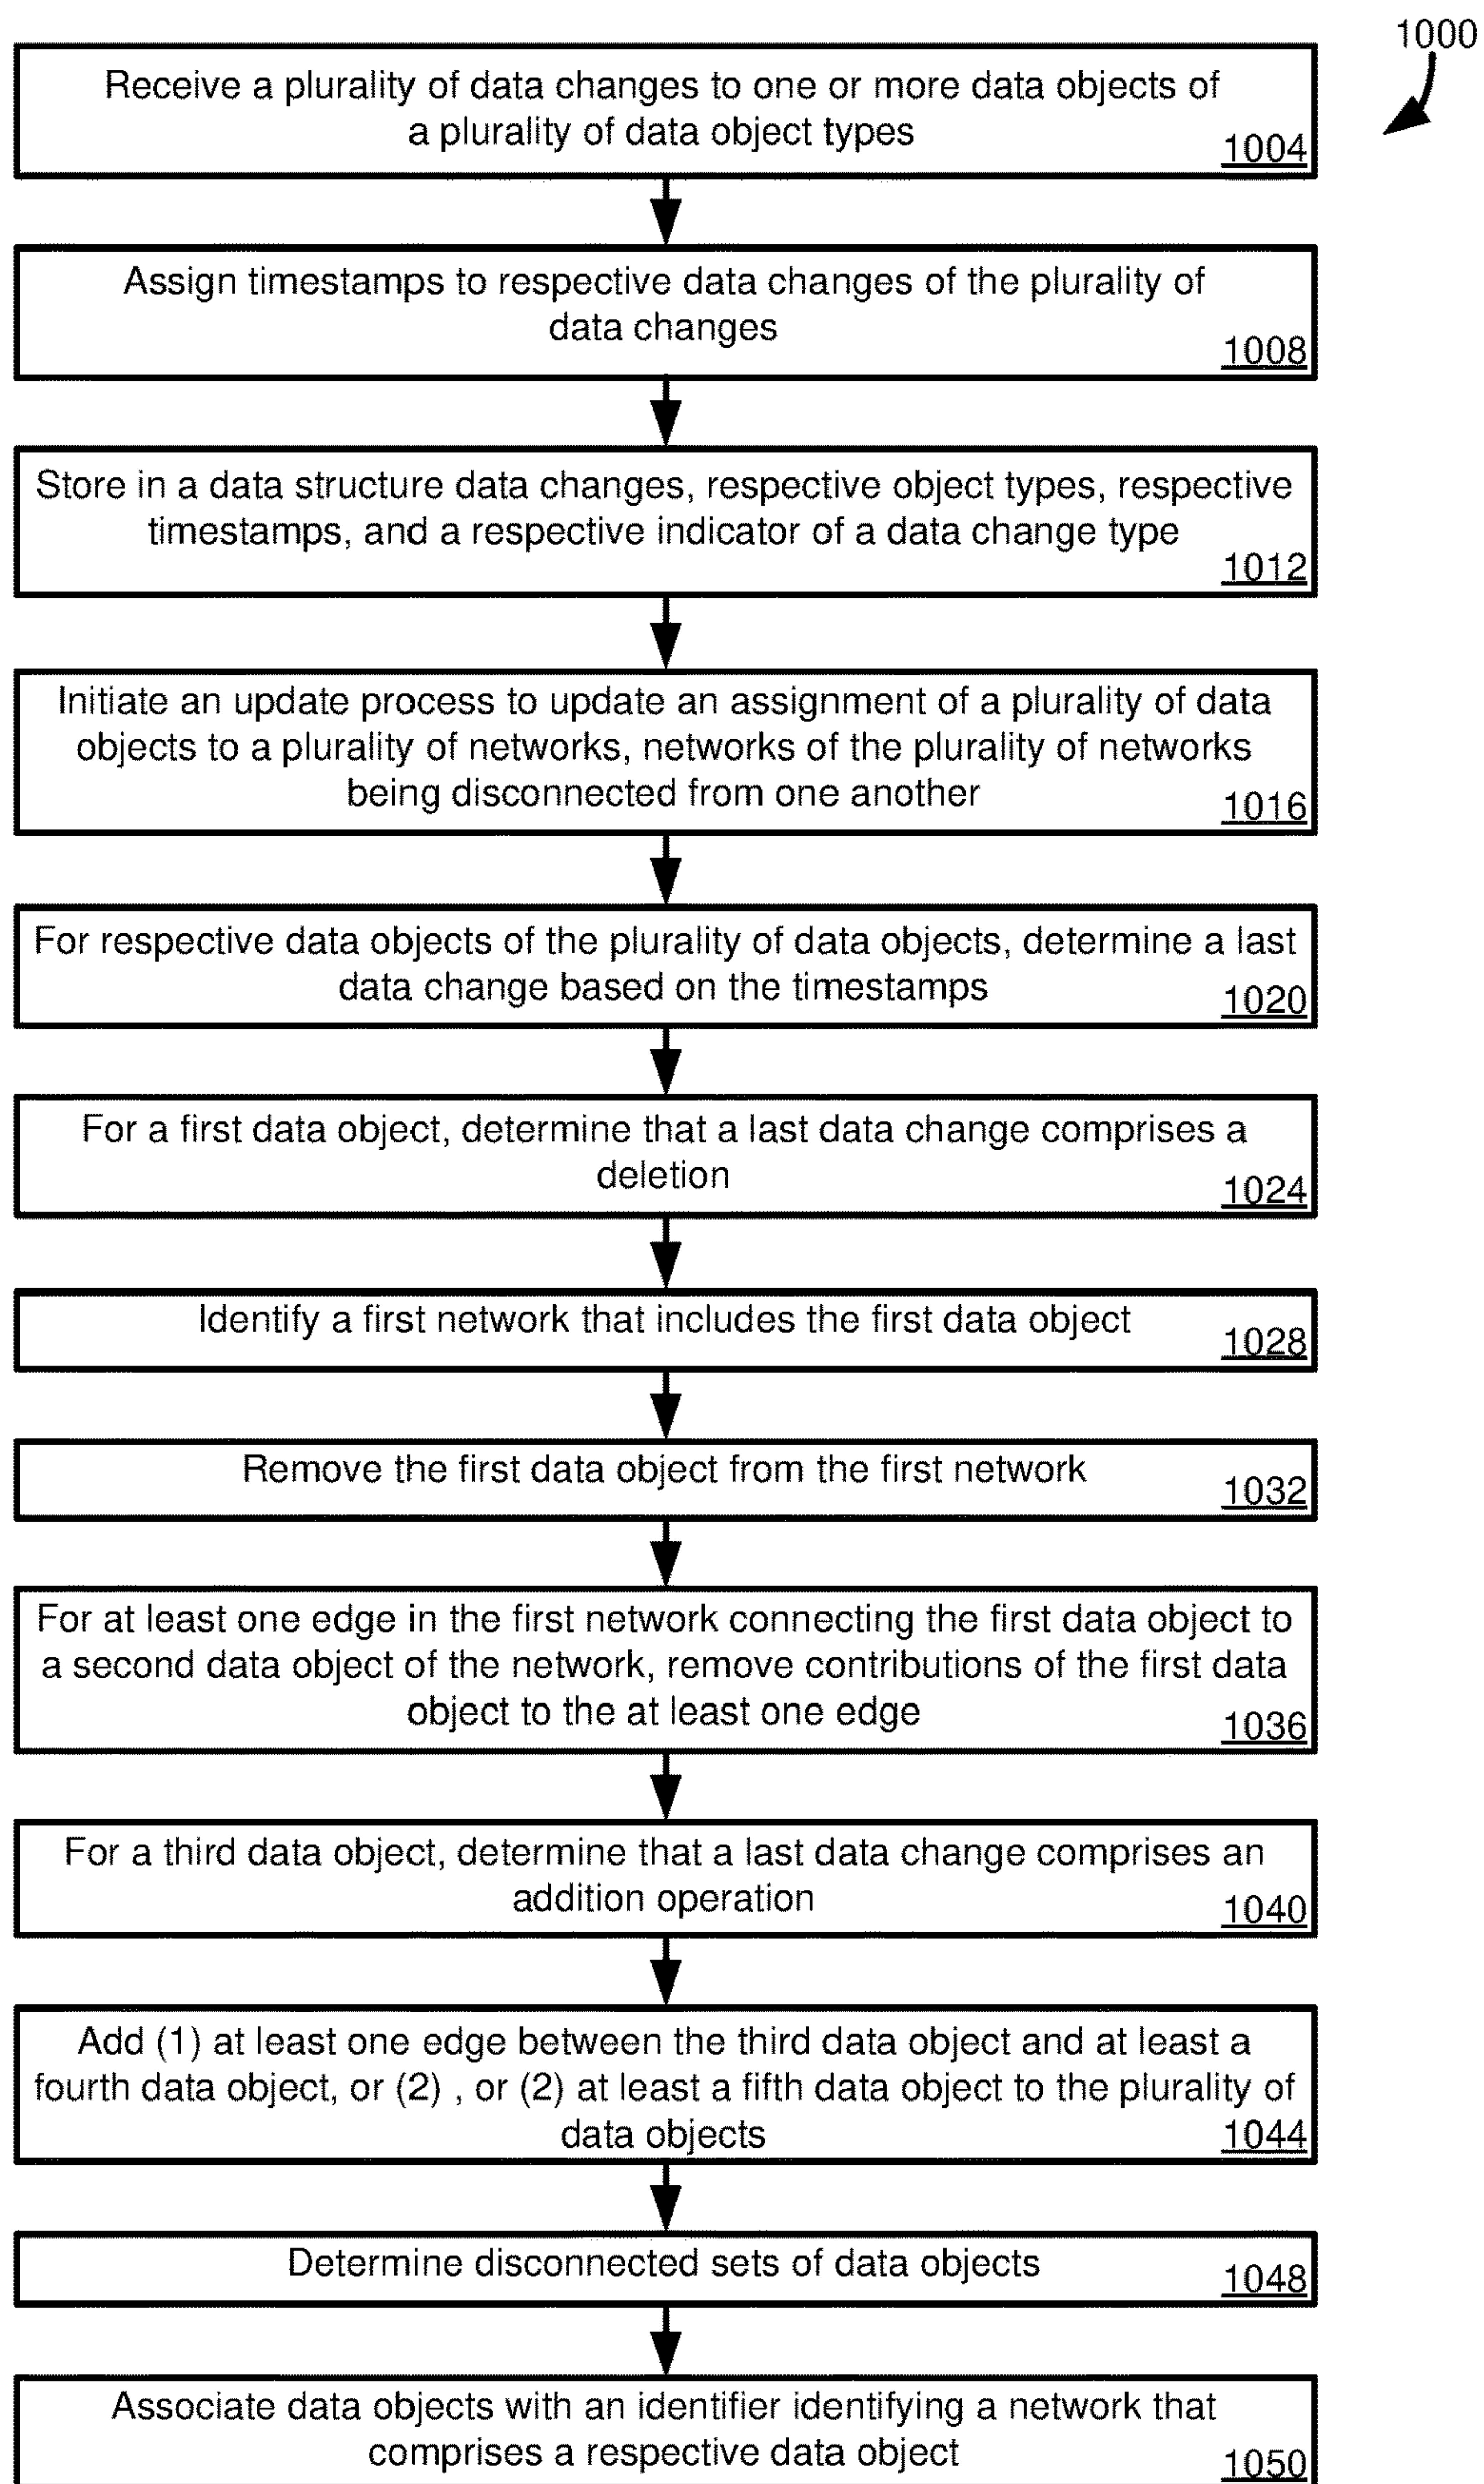 1000
Receive a plurality of data changes to one or more data objects of
a plurality of data object types
1004
Assign timestamps to respective data changes of the plurality of
data changes
1008
Store in a data structure data changes, respective object types, respective
timestamps, and a respective indicator of a data change type
1012
Initiate an update process to update an assignment of a plurality of data
objects to a plurality of networks, networks of the plurality of networks
being disconnected from one another
1016
For respective data objects of the plurality of data objects, determine a last
data change based on the timestamps
1020
For a first data object, determine that a last data change comprises a
deletion
1024
Identify a first network that includes the first data object
1028
Remove the first data object from the first network
1032
For at least one edge in the first network connecting the first data object to
a second data object of the network, remove contributions of the first data
object to the at least one edge
1036
For a third data object, determine that a last data change comprises an
addition operation
1040
Add (1) at least one edge between the third data object and at least a
fourth data object, or (2) , or (2) at least a fifth data object to the plurality of
data objects
1044
Determine disconnected sets of data objects
1048
Associate data objects with an identifier identifying a network that
comprises a respective data object
1050